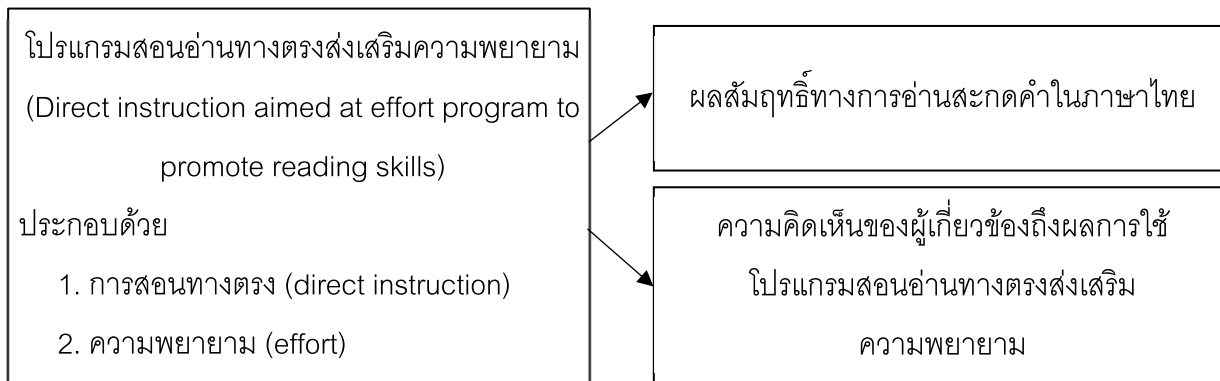 โปรแกรมสอนอ่านทางตรงส่งเสริมความพยายาม
(Direct instruction aimed at effort program to
promote reading skills)
ประกอบด้วย
1. การสอนทางตรง (direct instruction)
2. ความพยายาม (effort)
ผลสัมฤทธิ์ทางการอ่านสะกดคำในภาษาไทย
ความคิดเห็นของผู้เกี่ยวข้องถึงผลการใช้
โปรแกรมสอนอ่านทางตรงส่งเสริม
ความพยายาม